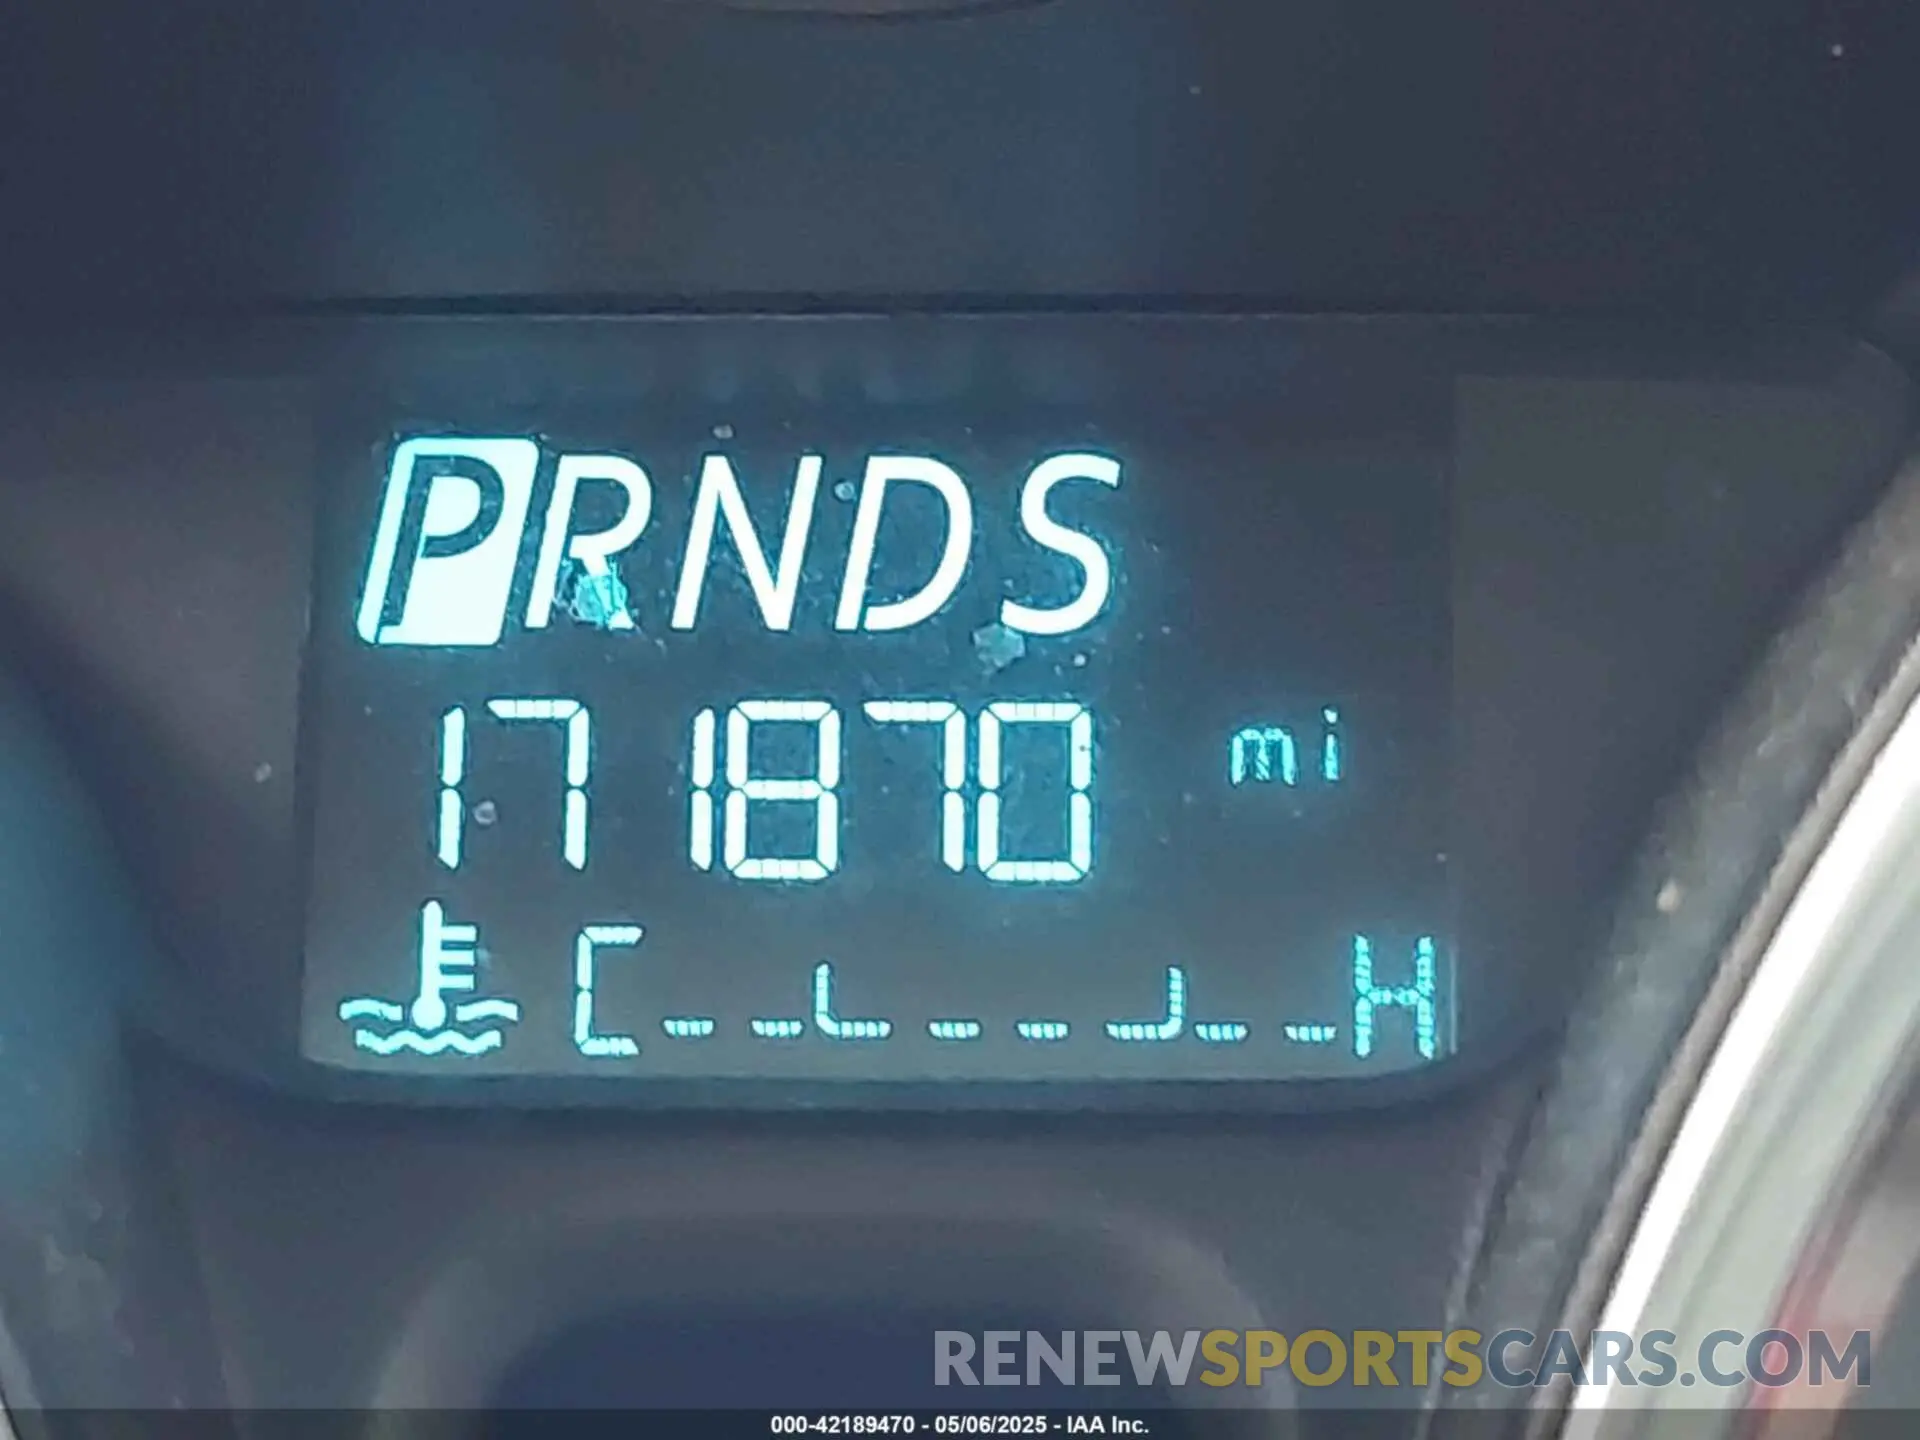 PRNDS
171870 mi
C H
RENEWSPORTSCARS.COM
000-42189470 - 05/06/2025 - IAA Inc.